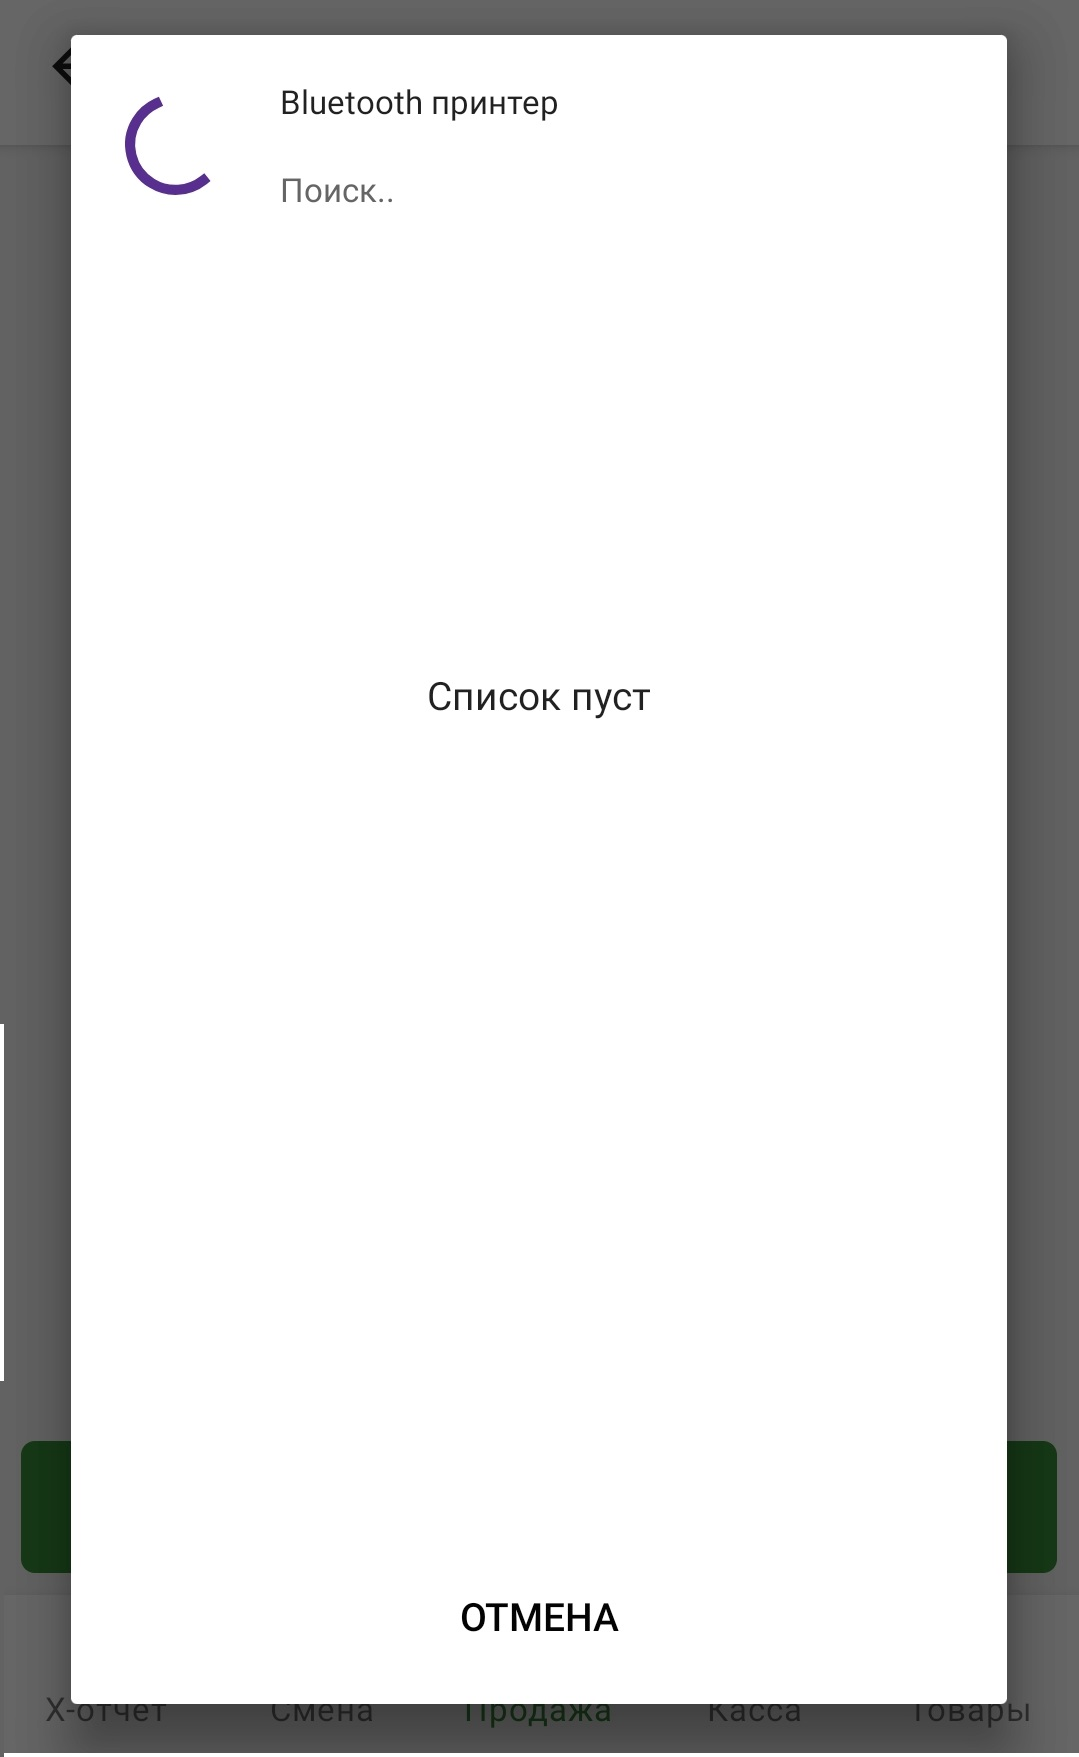 Bluetooth принтер
Поиск..
Список пуст
ОТМЕНА
Х-отчет
Смена
Продажа
Касса
Товары